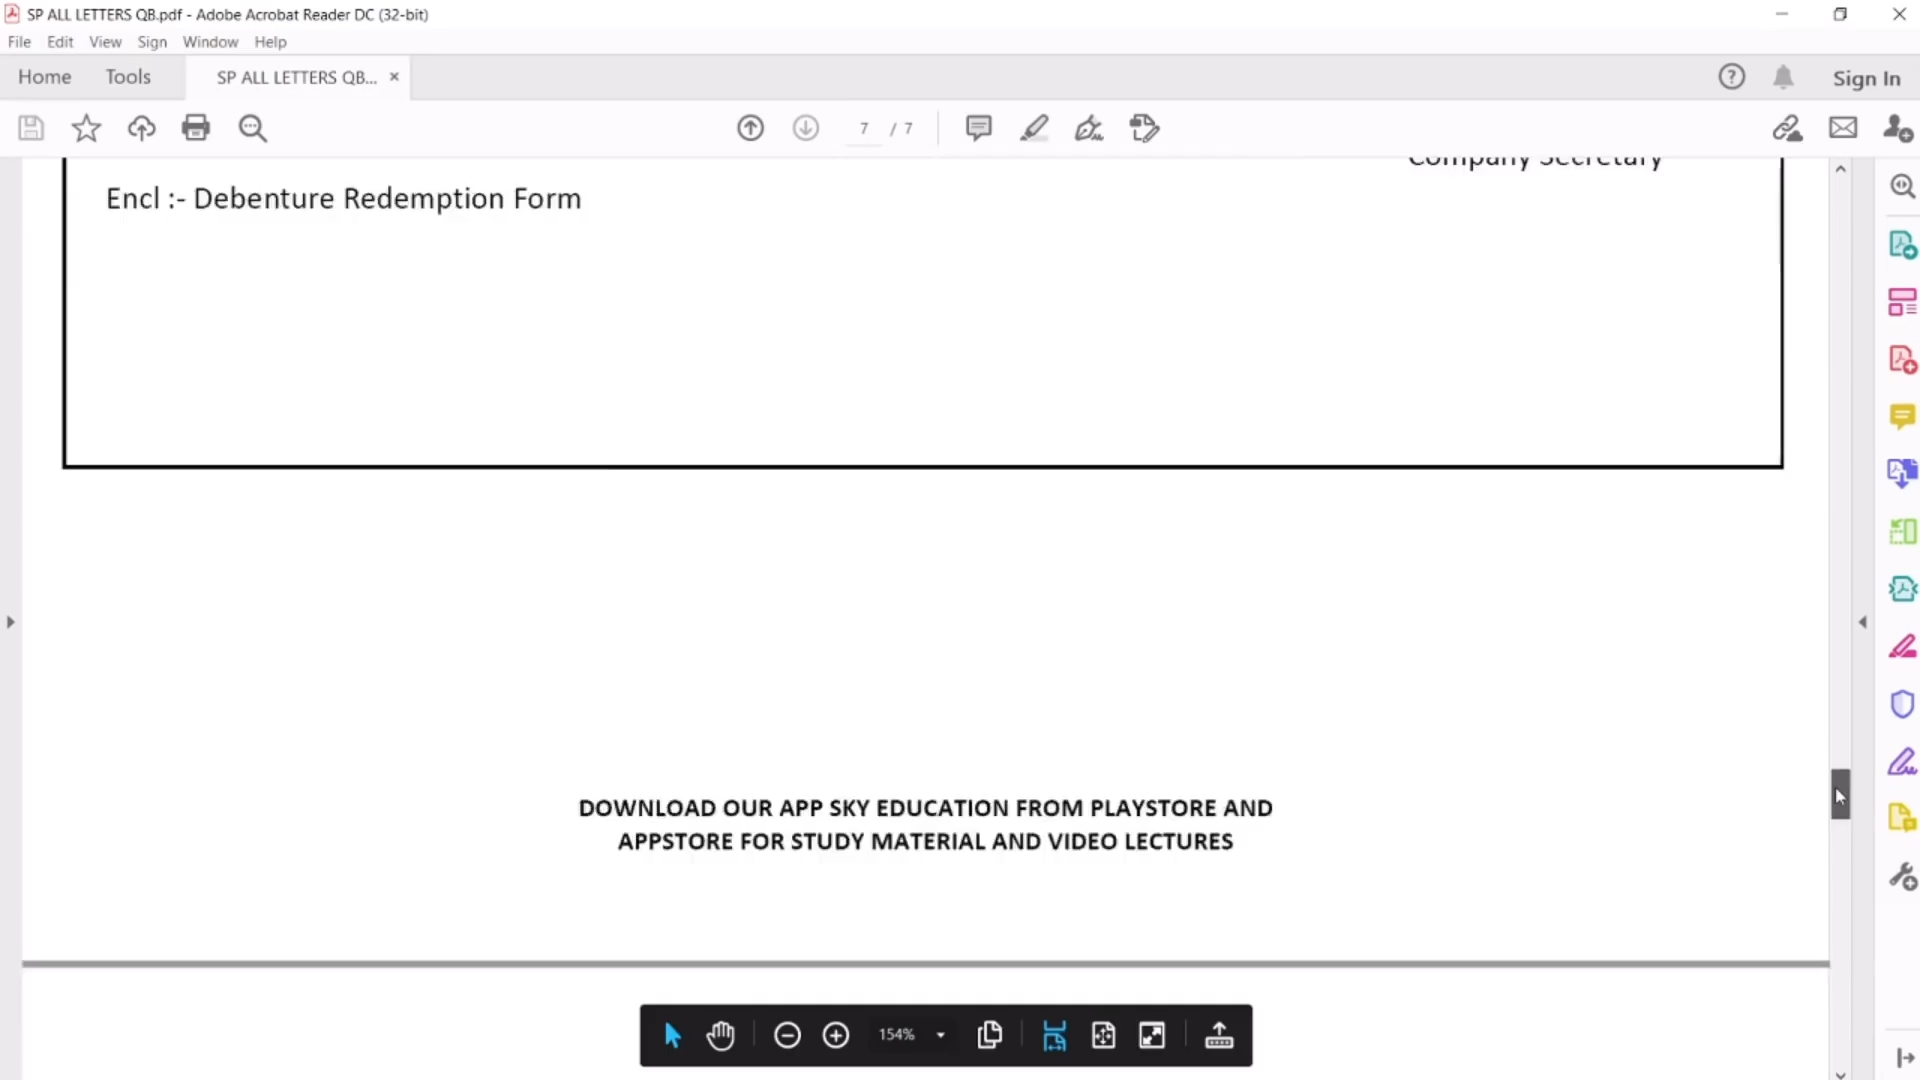 SP ALL LETTERS QB.pdf - Adobe Acrobat Reader DC (32-bit)
File Edit View Sign Window Help
Home Tools SP ALL LETTERS QB... × Sign In
7 / 7
Company Secretary
Encl :- Debenture Redemption Form
DOWNLOAD OUR APP SKY EDUCATION FROM PLAYSTORE AND
APPSTORE FOR STUDY MATERIAL AND VIDEO LECTURES
154%